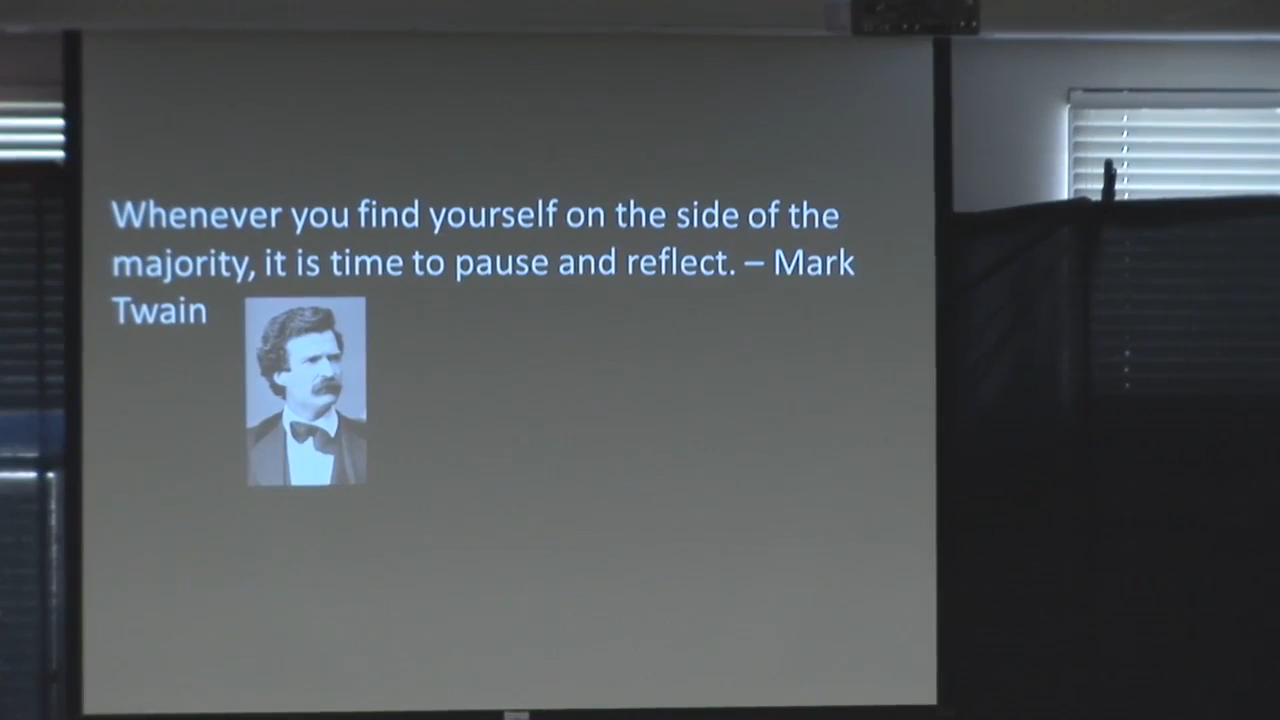 Whenever you find yourself on the side of the
majority, it is time to pause and reflect. – Mark
Twain